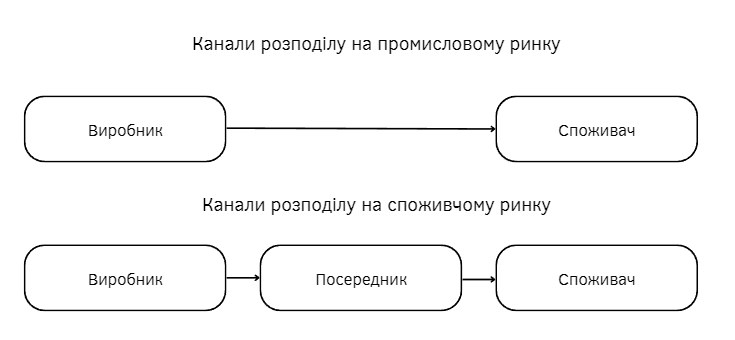 Канали розподілу на промисловому ринку
Виробник
Споживач
Канали розподілу на споживчому ринку
Виробник
Посередник
Споживач